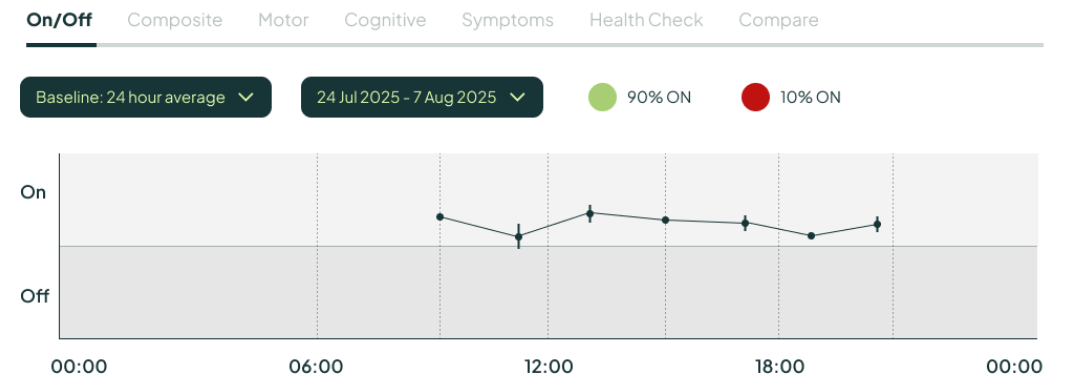 On/Off Composite Motor Cognitive Symptoms Health Check Compare
Baseline: 24 hour average 24 Jul 2025 - 7 Aug 2025 90% ON 10% ON
On
Off
00:00 06:00 12:00 18:00 00:00